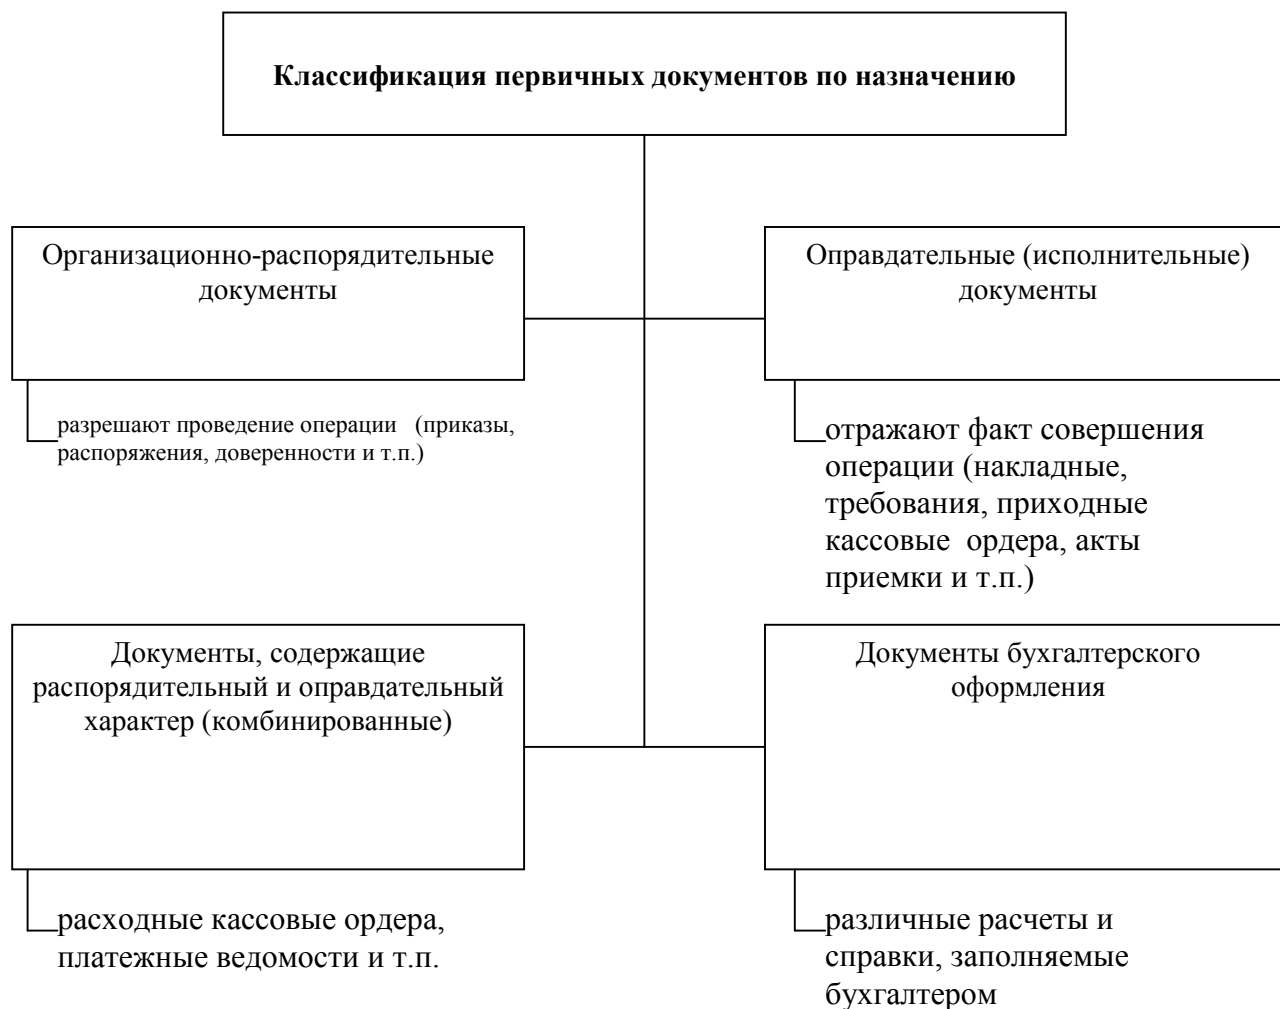 Классификация первичных документов по назначению
Организационно-распорядительные
документы
Оправдательные (исполнительные)
документы
разрешают проведение операции (приказы,
распоряжения, доверенности и т.п.)
отражают факт совершения
операции (накладные,
требования, приходные
кассовые ордера, акты
приемки и т.п.)
Документы, содержащие
распорядительный и оправдательный
характер (комбинированные)
Документы бухгалтерского
оформления
расходные кассовые ордера,
платежные ведомости и т.п.
различные расчеты и
справки, заполняемые
бухгалтером